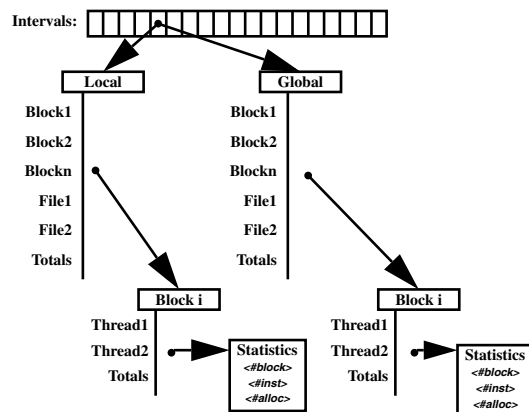 Intervals:
Local
Global
Block1
Block1
Block2
Block2
Blockn
Blockn
File1
File1
File2
File2
Totals
Totals
Block i
Block i
Thread1
Thread1
Thread2
Thread2
Totals
Totals
Statistics
<#block>
<#inst>
<#alloc>
Statistics
<#block>
<#inst>
<#alloc>